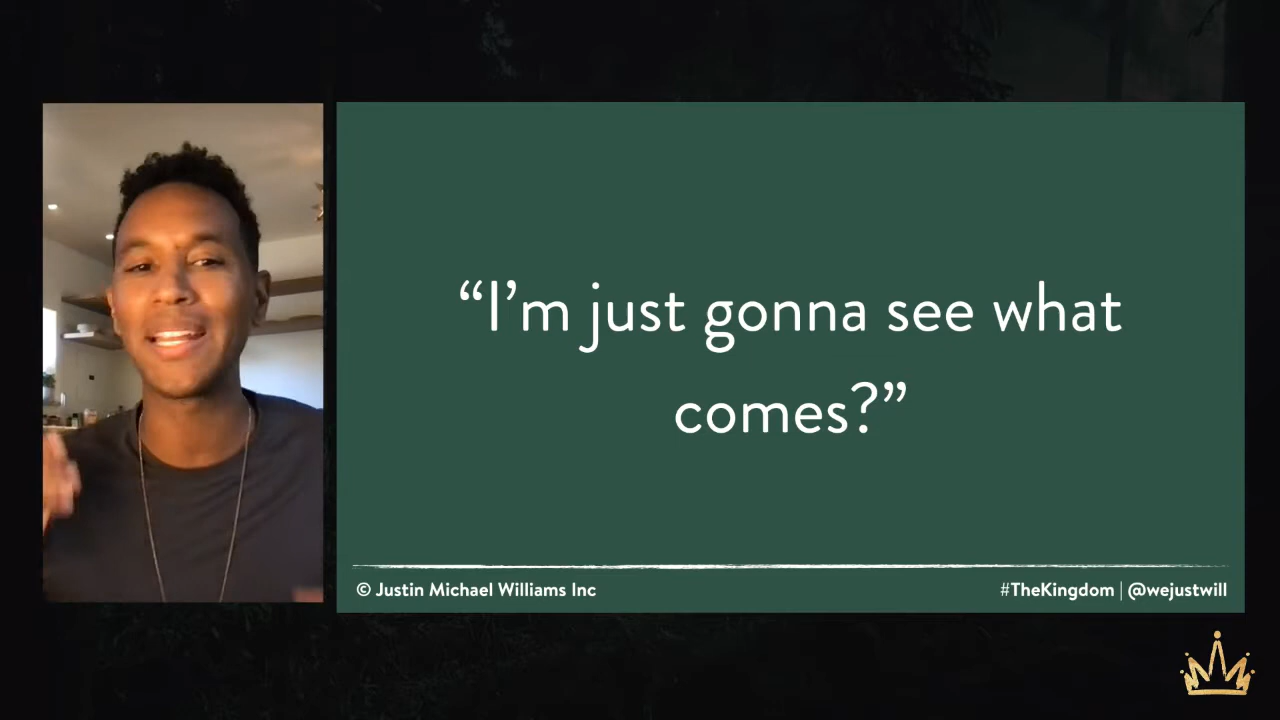 “I’m just gonna see what
comes?”
© Justin Michael Williams Inc
#TheKingdom | @wejustwill